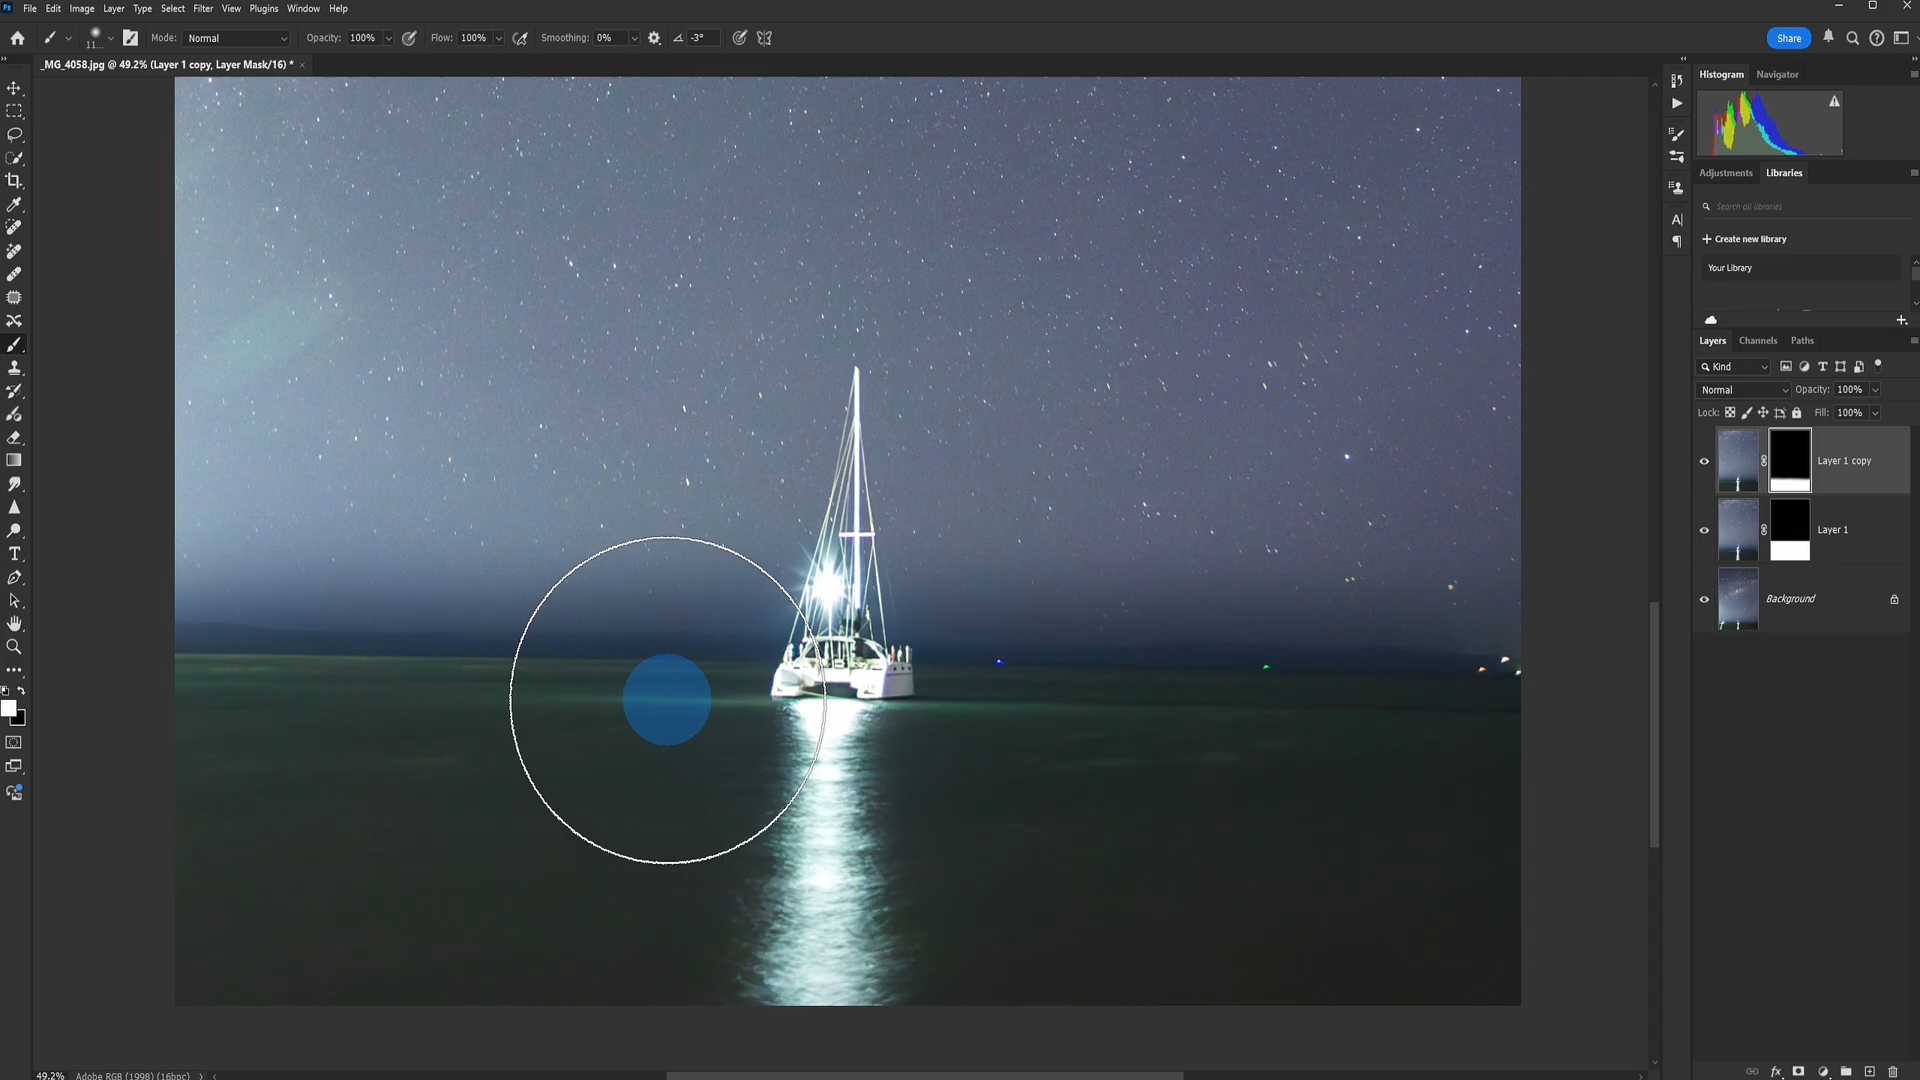 Ps File Edit Image Layer Type Select Filter View Plugins Window Help
11... Mode: Normal Opacity: 100% Flow: 100% Smoothing: 0% -3° Share
_MG_4058.jpg @ 49.2% (Layer 1 copy, Layer Mask/16) * ×
Histogram Navigator
Adjustments Libraries
Search all libraries
+ Create new library
Your Library
Layers Channels Paths
Kind
Normal Opacity: 100%
Lock: Fill: 100%
Layer 1 copy
Layer 1
Background
49.2% Adobe RGB (1998) (16bpc)